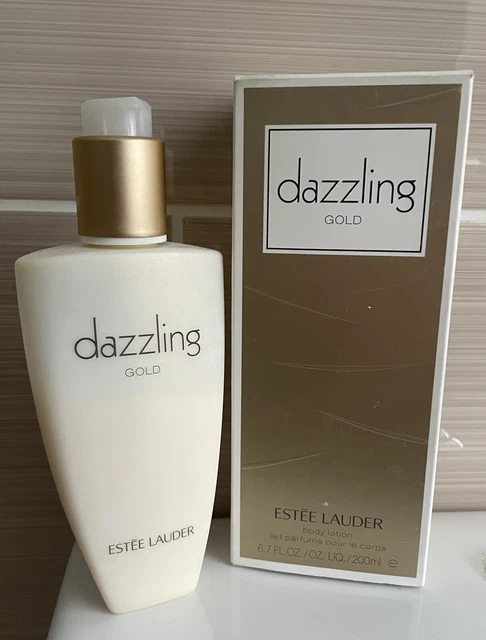 dazzling
GOLD
ESTĒE LAUDER
dazzling
GOLD
ESTĒE LAUDER
body lotion
lait parfumé pour le corps
6.7 FL.OZ./OZ. LIQ./200ml ℮